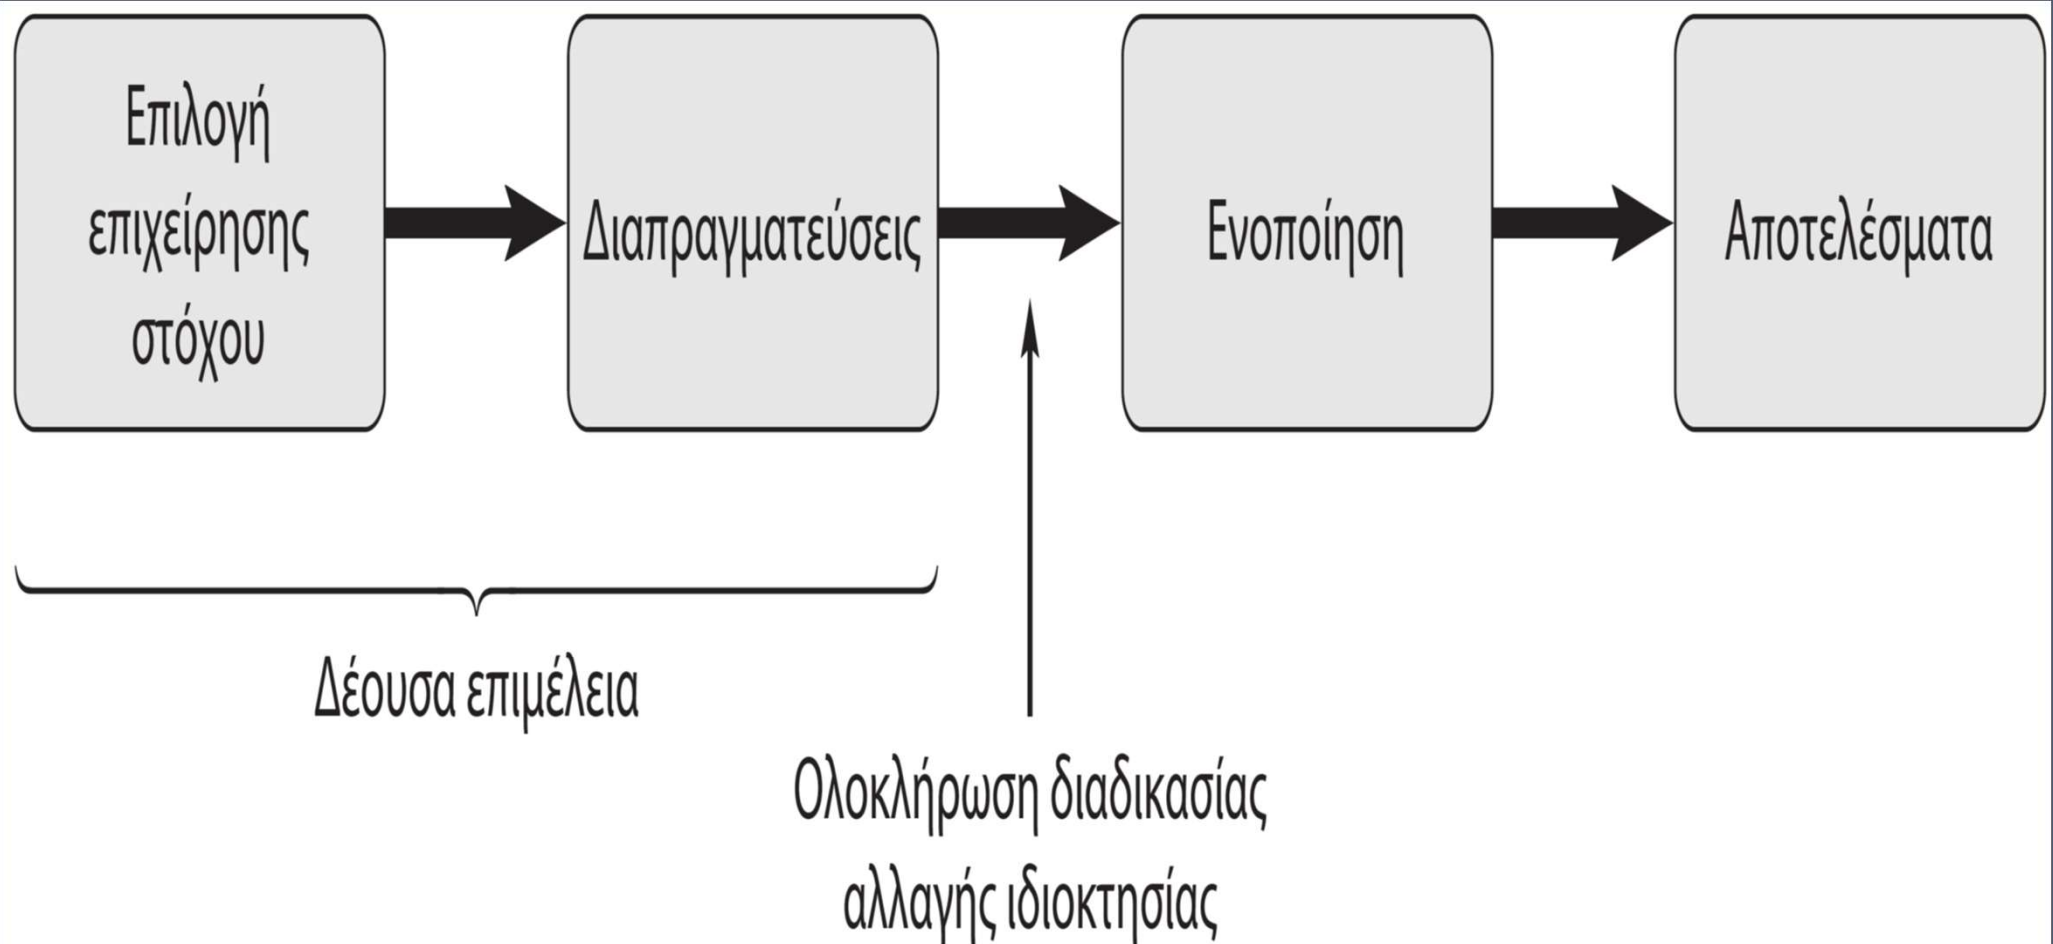 Επιλογή
επιχείρησης
στόχου
Διαπραγματεύσεις
Ενοποίηση
Αποτελέσματα
Δέουσα επιμέλεια
Ολοκλήρωση διαδικασίας
αλλαγής ιδιοκτησίας